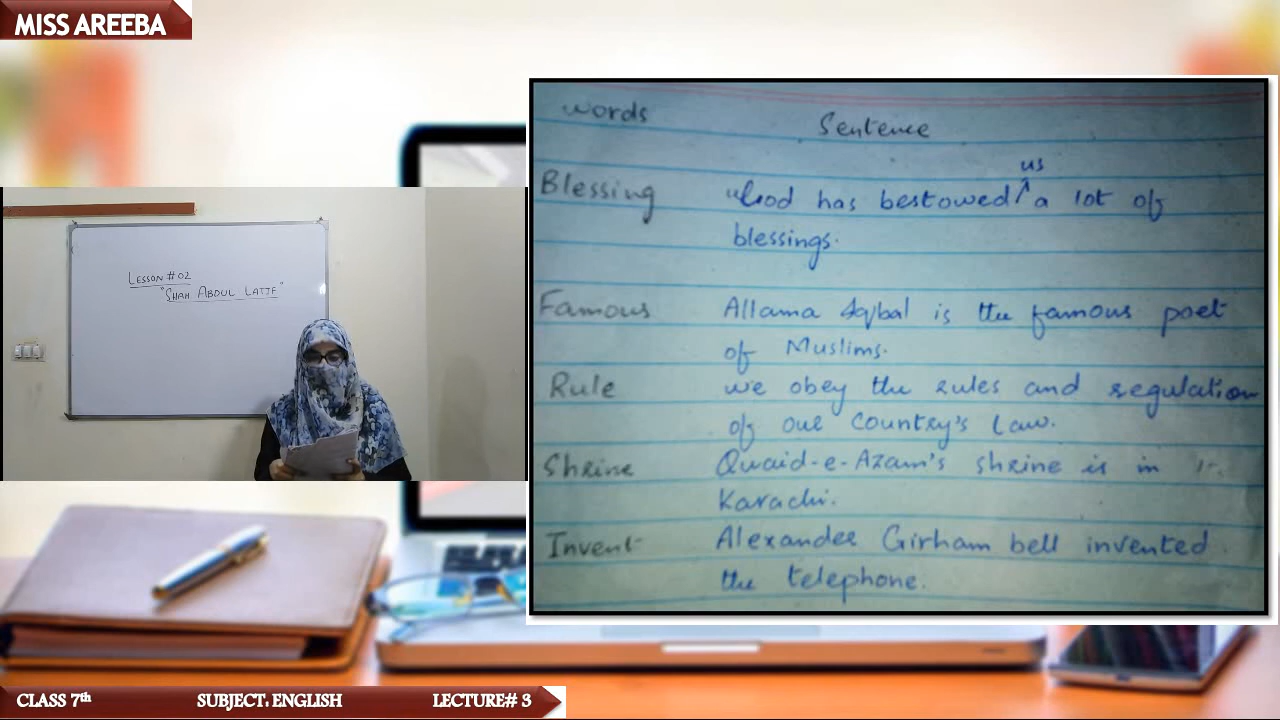 MISS AREEBA
LESSON # 02
"SHAH ABDUL LATIF"
words Sentence
us
Blessing God has bestowed a lot of
blessings.
Famous Allama Iqbal is the famous poet
of Muslims.
Rule we obey the rules and regulation
of our Country's Law.
Shrine Quaid-e-Azam's shrine is in
Karachi.
Invent Alexander Girham bell invented
the telephone.
CLASS 7th SUBJECT. ENGLISH LECTURE# 3